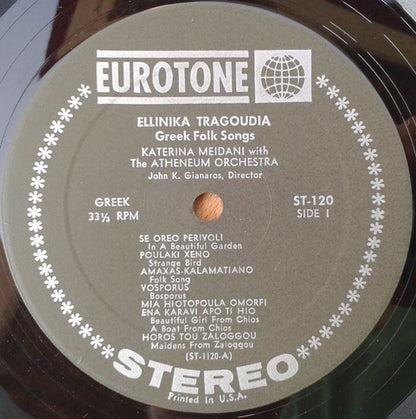 EUROTONE
ELLINIKA TRAGOUDIA
Greek Folk Songs
KATERINA MEIDANI with
The ATHENEUM ORCHESTRA
John K. Gianaros, Director
GREEK
33⅓ RPM
ST-120
SIDE I
SE OREO PERIVOLI
In A Beautiful Garden
POULAKI XENO
Strange Bird
AMAXAS-KALAMATIANO
Folk Song
VOSPORUS
Bosporus
MIA HIOTOPOULA OMORFI
ENA KARAVI APO TI HIO
Beautiful Girl From Chios
A Boat From Chios
HOROS TOU ZALOGGOU
Maidens From Zaloggou
(ST-1120-A)
STEREO
Printed in U.S.A.